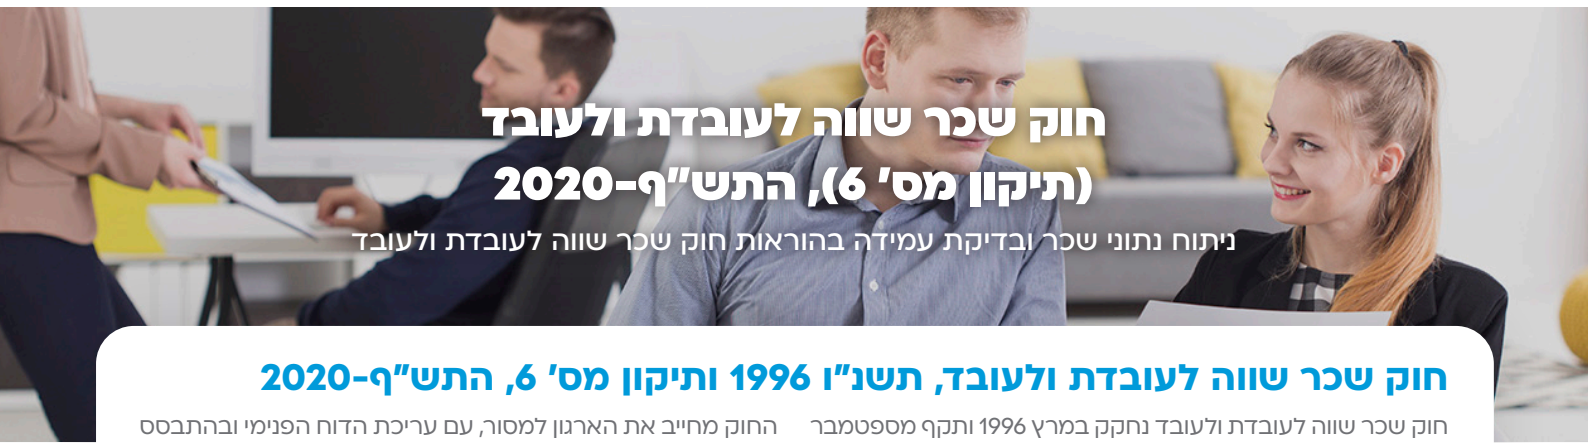 חוק שכר שווה לעובדת ולעובד
(תיקון מס' 6), התש"ף-2020
ניתוח נתוני שכר ובדיקת עמידה בהוראות חוק שכר שווה לעובדת ולעובד
חוק שכר שווה לעובדת ולעובד, תשנ"ו 1996 ותיקון מס' 6, התש"ף-2020
חוק שכר שווה לעובדת ולעובד נחקק במרץ 1996 ותקף מספטמבר
החוק מחייב את הארגון למסור, עם עריכת הדוח הפנימי ובהתבסס